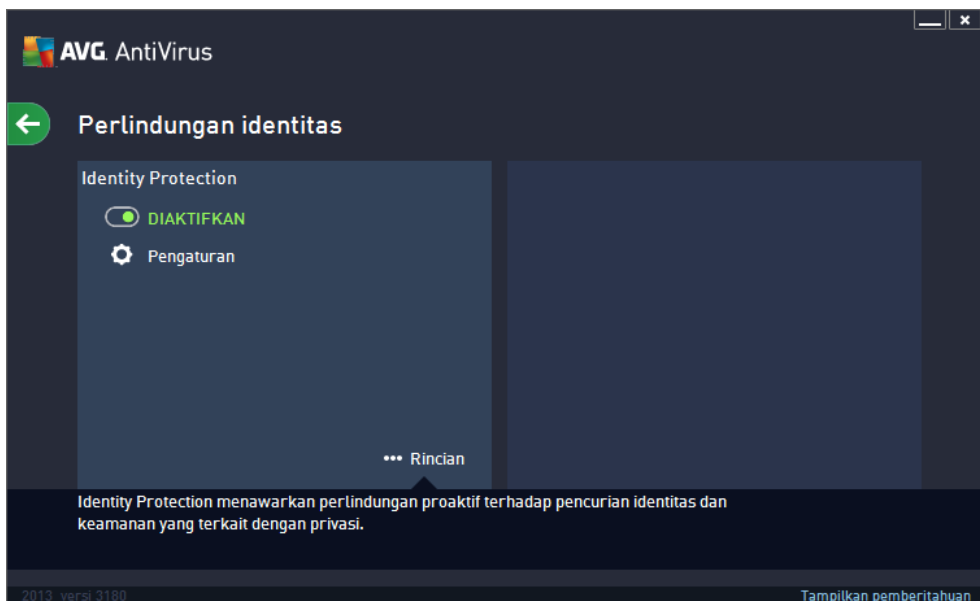 AVG. AntiVirus
Perlindungan identitas
Identity Protection
DIAKTIFKAN
Pengaturan
••• Rincian
Identity Protection menawarkan perlindungan proaktif terhadap pencurian identitas dan
keamanan yang terkait dengan privasi.
2013 versi 3180
Tampilkan pemberitahuan